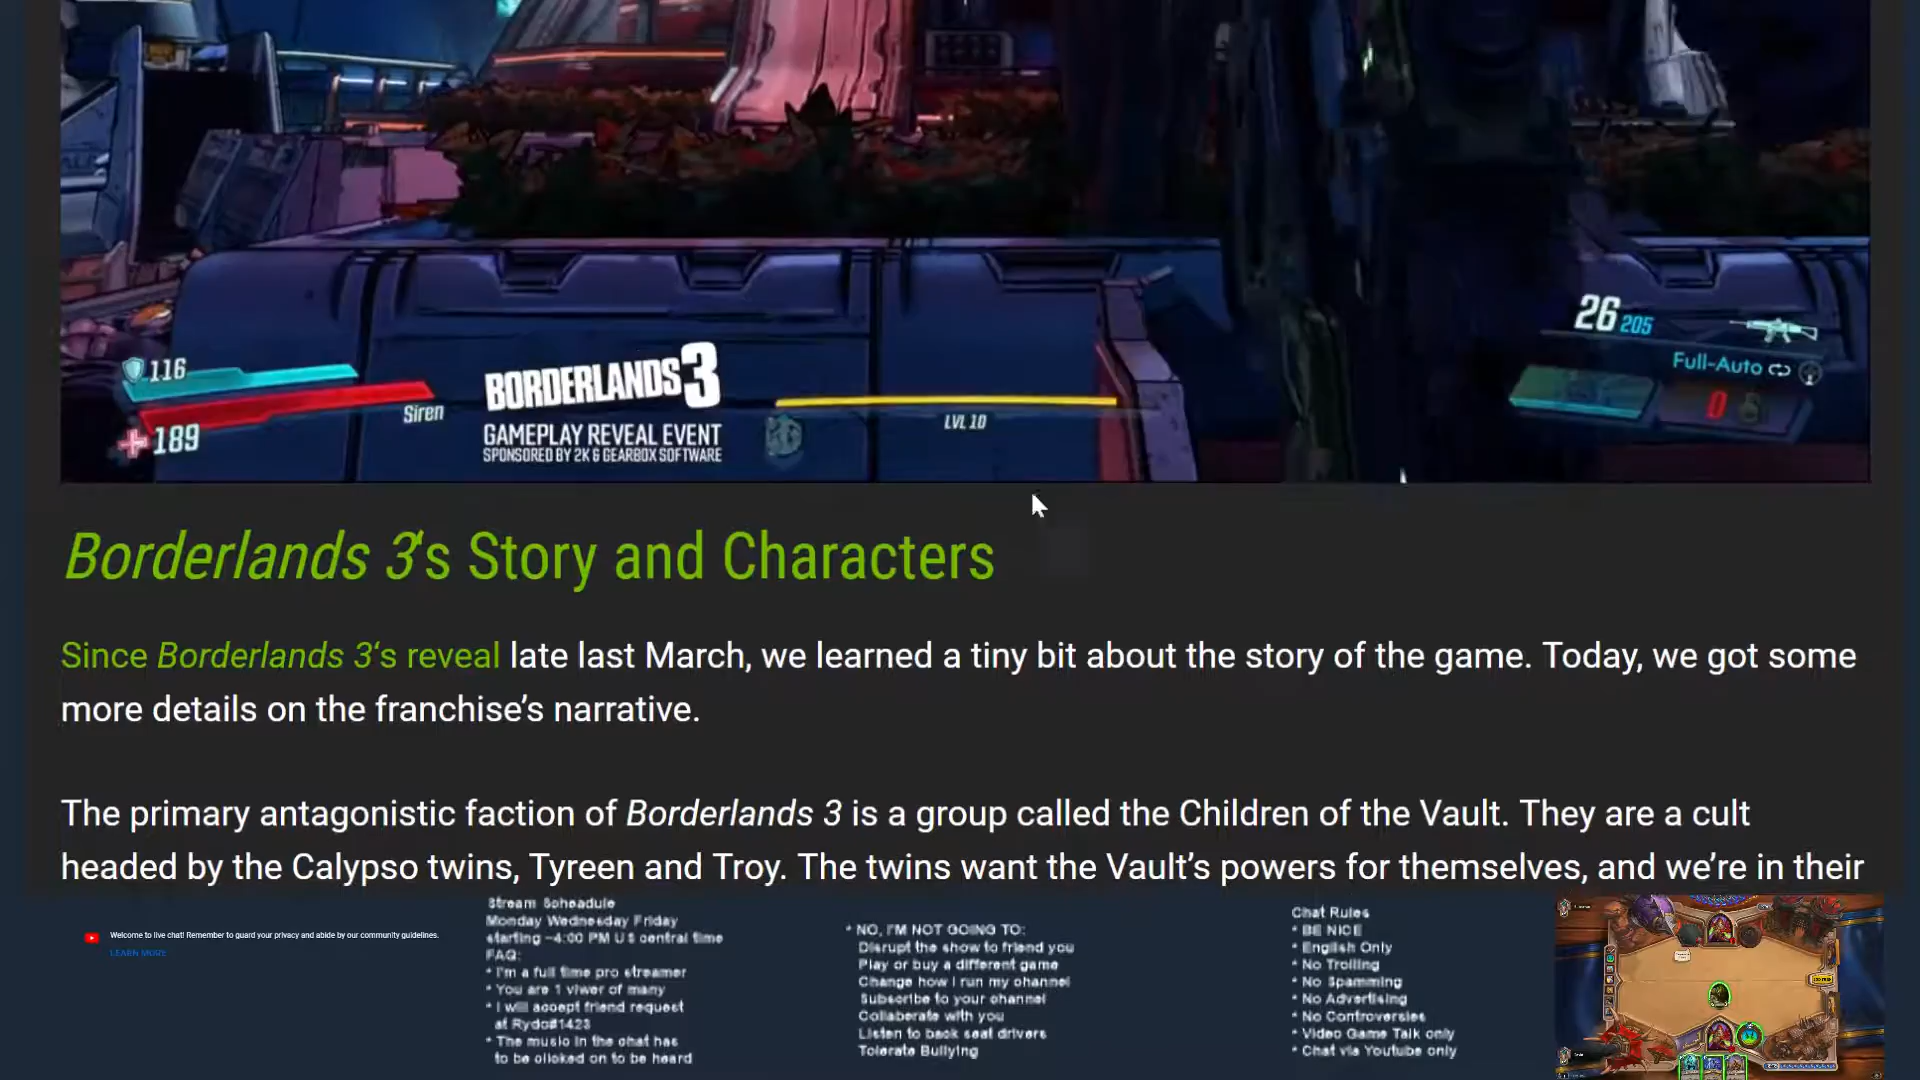 116
189
Siren
BORDERLANDS 3
GAMEPLAY REVEAL EVENT
SPONSORED BY 2K & GEARBOX SOFTWARE
LVL 10
26 205
Full-Auto
0 6
Borderlands 3's Story and Characters
Since Borderlands 3's reveal late last March, we learned a tiny bit about the story of the game. Today, we got some
more details on the franchise's narrative.
The primary antagonistic faction of Borderlands 3 is a group called the Children of the Vault. They are a cult
headed by the Calypso twins, Tyreen and Troy. The twins want the Vault's powers for themselves, and we're in their
Welcome to live chat! Remember to guard your privacy and abide by our community guidelines.
LEARN MORE
Stream Scheadule
Monday Wednesday Friday
starting ~4:00 PM US central time
FAQ:
* I'm a full time pro streamer
* You are 1 viwer of many
* I will accept friend request
at Rydo#1423
* The music in the chat has
to be clicked on to be heard
* NO, I'M NOT GOING TO:
Disrupt the show to friend you
Play or buy a different game
Change how I run my channel
Subscribe to your channel
Collaberate with you
Listen to back seat drivers
Tolerate Bullying
Chat Rules
* BE NICE
* English Only
* No Trolling
* No Spamming
* No Advertising
* No Controversies
* Video Game Talk only
* Chat via Youtube only